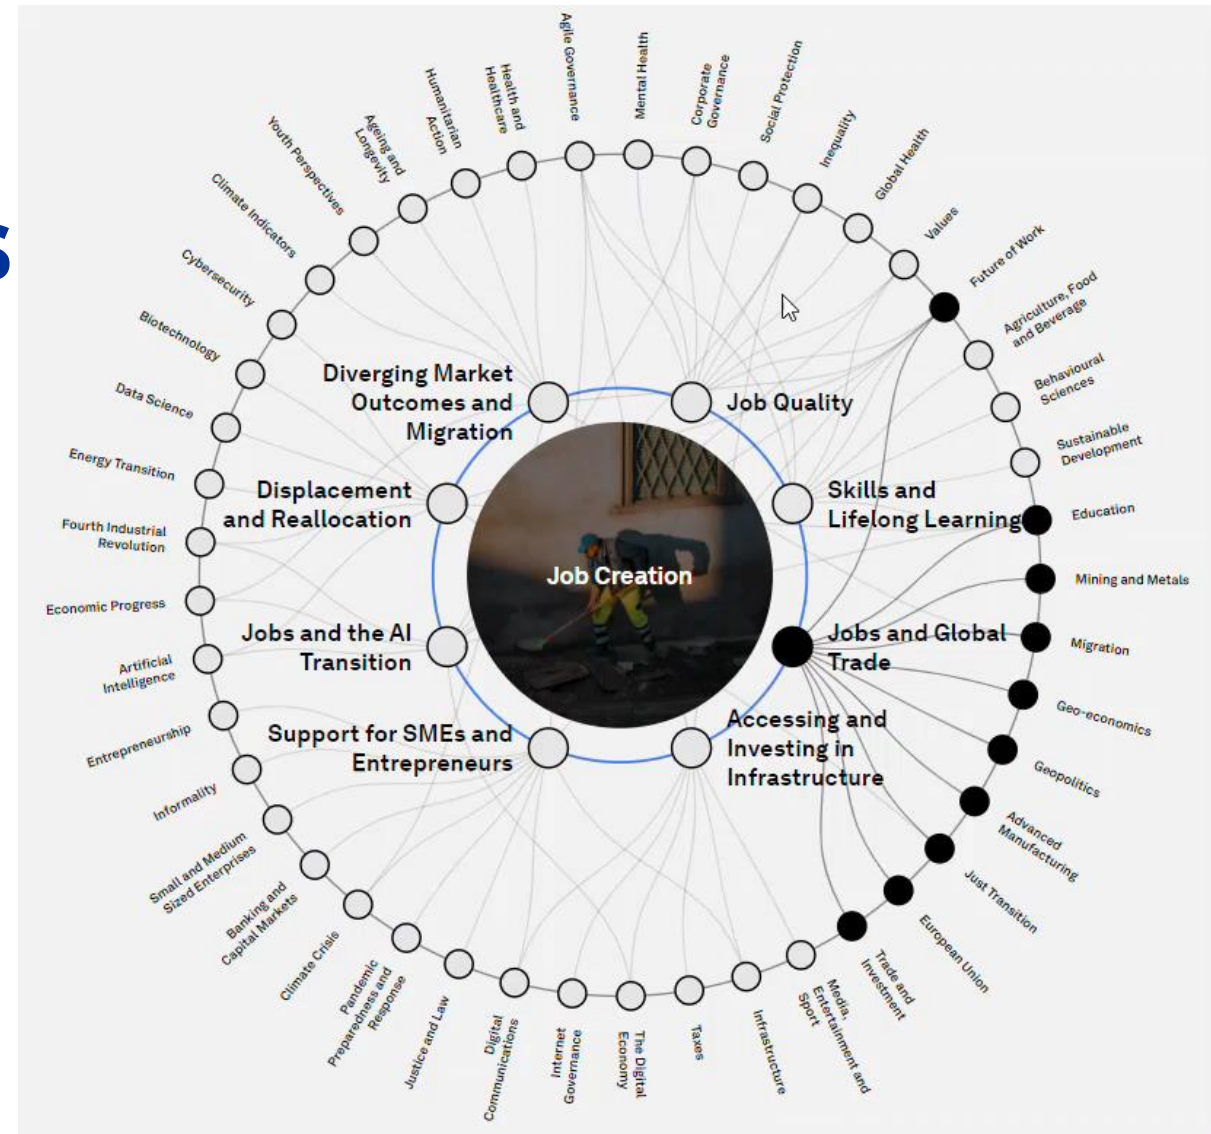 s
Agile Governance
Mental Health
Corporate
Governance
Social Protection
Inequality
Global Health
Values
Future of Work
Agriculture, Food
and Beverage
Behavioural
Sciences
Sustainable
Development
Education
Mining and Metals
Migration
Geo-economics
Geopolitics
Advanced
Manufacturing
Just Transition
European Union
Trade and
Investment
Media,
Entertainment and
Sport
Infrastructure
Taxes
The Digital
Economy
Internet
Governance
Digital
Communications
Justice and Law
Pandemic
Preparedness and
Response
Climate Crisis
Banking and
Capital Markets
Small and Medium
Sized Enterprises
Informality
Entrepreneurship
Artificial
Intelligence
Economic Progress
Fourth Industrial
Revolution
Energy Transition
Data Science
Biotechnology
Cybersecurity
Climate Indicators
Youth Perspectives
Ageing and
Longevity
Humanitarian
Action
Health and
Healthcare
Diverging Market
Outcomes and
Migration
Job Quality
Displacement
and Reallocation
Skills and
Lifelong Learning
Job Creation
Jobs and the AI
Transition
Jobs and Global
Trade
Support for SMEs and
Entrepreneurs
Accessing and
Investing in
Infrastructure